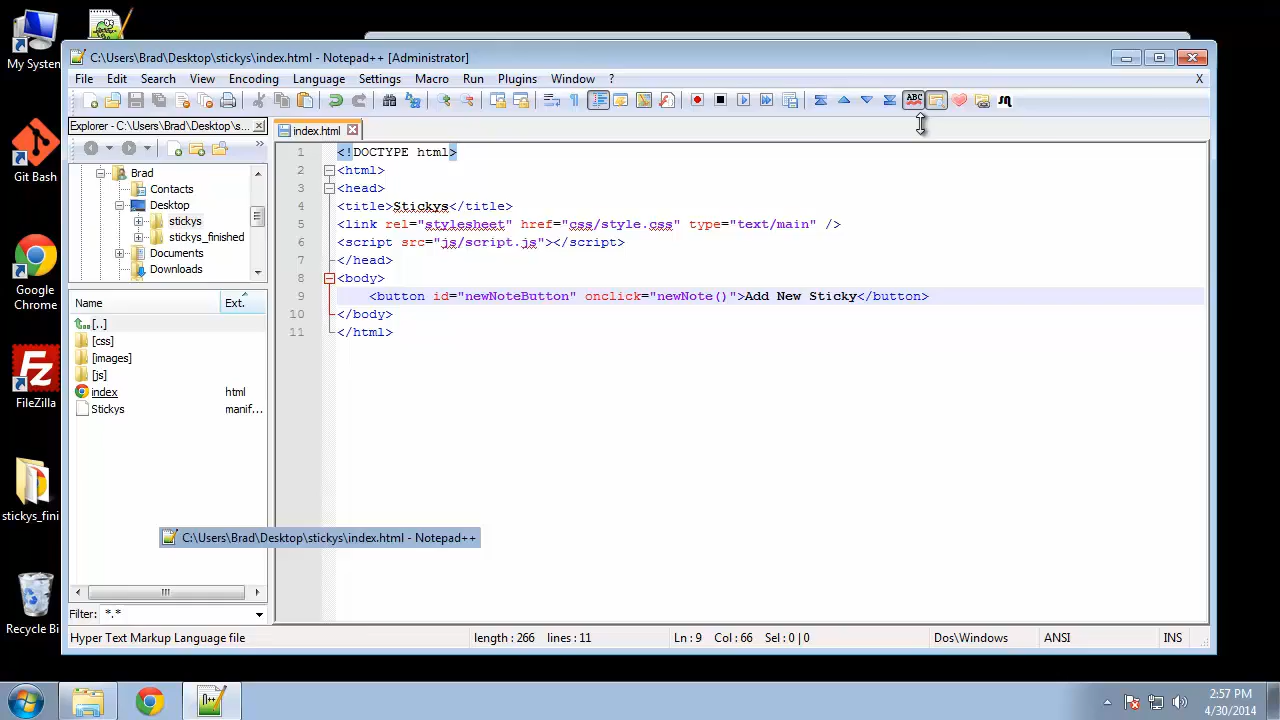 My System
Git Bash
Google
Chrome
FileZilla
stickys_fini
Recycle Bi
C:\Users\Brad\Desktop\stickys\index.html - Notepad++ [Administrator]
File Edit Search View Encoding Language Settings Macro Run Plugins Window ? X
ABC
Explorer - C:\Users\Brad\Desktop\s...
index.html
Brad
Contacts
Desktop
stickys
stickys_finished
Documents
Downloads
Name Ext.
[..]
[css]
[images]
[js]
index html
Stickys manif...
Filter: *.*
1 <!DOCTYPE html>
2 <html>
3 <head>
4 <title>Stickys</title>
5 <link rel="stylesheet" href="css/style.css" type="text/main" />
6 <script src="js/script.js"></script>
7 </head>
8 <body>
9 <button id="newNoteButton" onclick="newNote()">Add New Sticky</button>
10 </body>
11 </html>
C:\Users\Brad\Desktop\stickys\index.html - Notepad++
Hyper Text Markup Language file length : 266 lines : 11 Ln : 9 Col : 66 Sel : 0 | 0 Dos\Windows ANSI INS
2:57 PM
4/30/2014